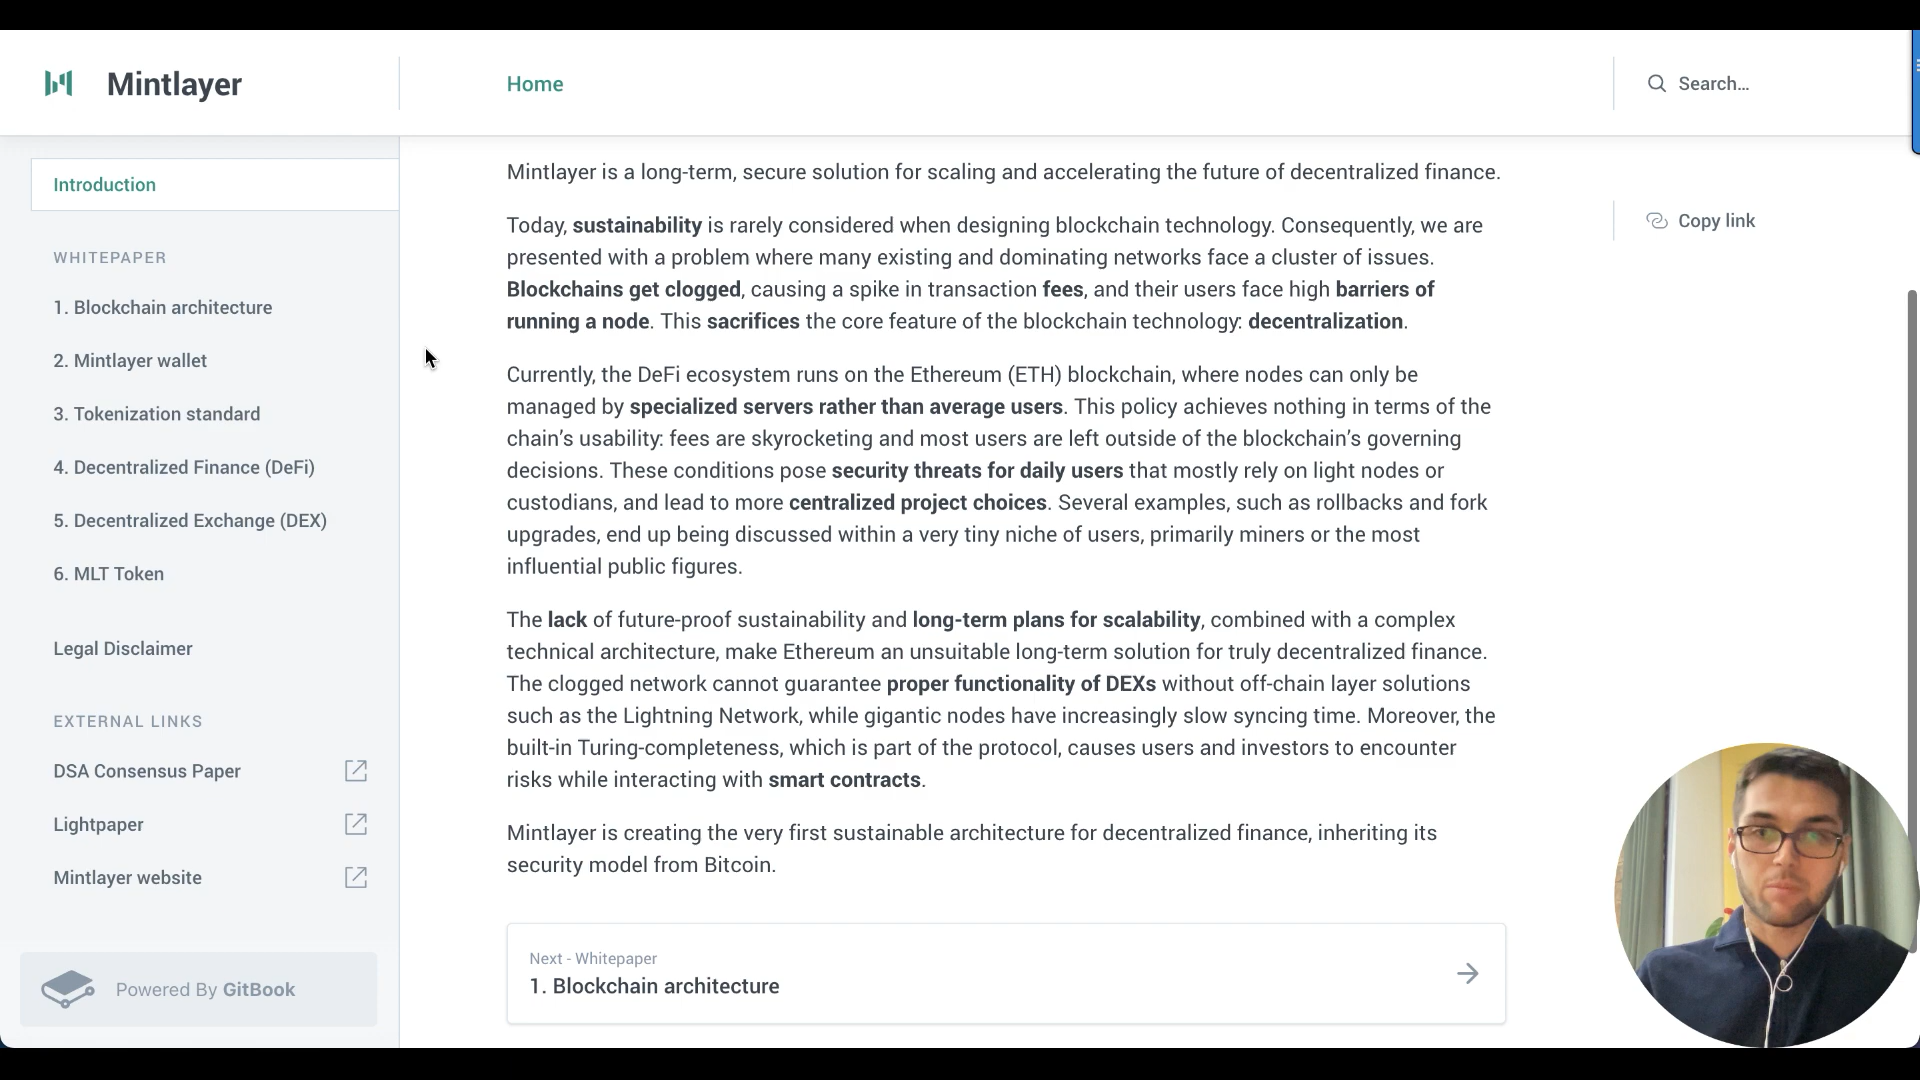 Mintlayer
Home
Search...
Introduction
WHITEPAPER
1. Blockchain architecture
2. Mintlayer wallet
3. Tokenization standard
4. Decentralized Finance (DeFi)
5. Decentralized Exchange (DEX)
6. MLT Token
Legal Disclaimer
EXTERNAL LINKS
DSA Consensus Paper
Lightpaper
Mintlayer website
Powered By GitBook
Mintlayer is a long-term, secure solution for scaling and accelerating the future of decentralized finance.
Today, sustainability is rarely considered when designing blockchain technology. Consequently, we are
presented with a problem where many existing and dominating networks face a cluster of issues.
Blockchains get clogged, causing a spike in transaction fees, and their users face high barriers of
running a node. This sacrifices the core feature of the blockchain technology: decentralization.
Currently, the DeFi ecosystem runs on the Ethereum (ETH) blockchain, where nodes can only be
managed by specialized servers rather than average users. This policy achieves nothing in terms of the
chain’s usability: fees are skyrocketing and most users are left outside of the blockchain’s governing
decisions. These conditions pose security threats for daily users that mostly rely on light nodes or
custodians, and lead to more centralized project choices. Several examples, such as rollbacks and fork
upgrades, end up being discussed within a very tiny niche of users, primarily miners or the most
influential public figures.
The lack of future-proof sustainability and long-term plans for scalability, combined with a complex
technical architecture, make Ethereum an unsuitable long-term solution for truly decentralized finance.
The clogged network cannot guarantee proper functionality of DEXs without off-chain layer solutions
such as the Lightning Network, while gigantic nodes have increasingly slow syncing time. Moreover, the
built-in Turing-completeness, which is part of the protocol, causes users and investors to encounter
risks while interacting with smart contracts.
Mintlayer is creating the very first sustainable architecture for decentralized finance, inheriting its
security model from Bitcoin.
Next - Whitepaper
1. Blockchain architecture
Copy link